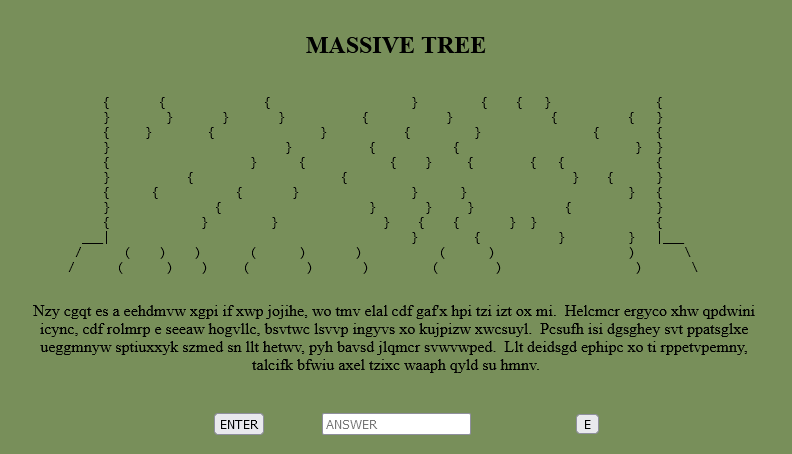 MASSIVE TREE
{       {              {                    }         {    {   }               {
}        }       }       }           {           }              {          {   }
{     }        {               }           {         }                {        {
}                         }           {           {                         }  }
{                    }      {            {    }     {        {   {             {
}           {                     {                                }    {      }
{      {           {       }                }      }                       }   {
}               {                     }       }     }             {            }
{             }         }               }    {    {       }  }                 {
___|                                           }        {           }         }   |___
/      (    )    )       (      )       )           (      )                   )       \
/      (      )    )     (        )       )         (        )                   )       \
Nzy cgqt es a eehdmvw xgpi if xwp jojihe, wo tmv elal cdf gaf'x hpi tzi izt ox mi.  Helcmcr ergyco xhw qpdwini
icync, cdf rolmrp e seeaw hogvllc, bsvtwc lsvvp ingyvs xo kujpizw xwcsuyl.  Pcsufh isi dgsghey svt ppatsglxe
ueggmnyw sptiuxxyk szmed sn llt hetwv, pyh bavsd jlqmcr svwvwped.  Llt deidsgd ephipc xo ti rppetvpemny,
talcifk bfwiu axel tzixc waaph qyld su hmnv.
ENTER ANSWER E